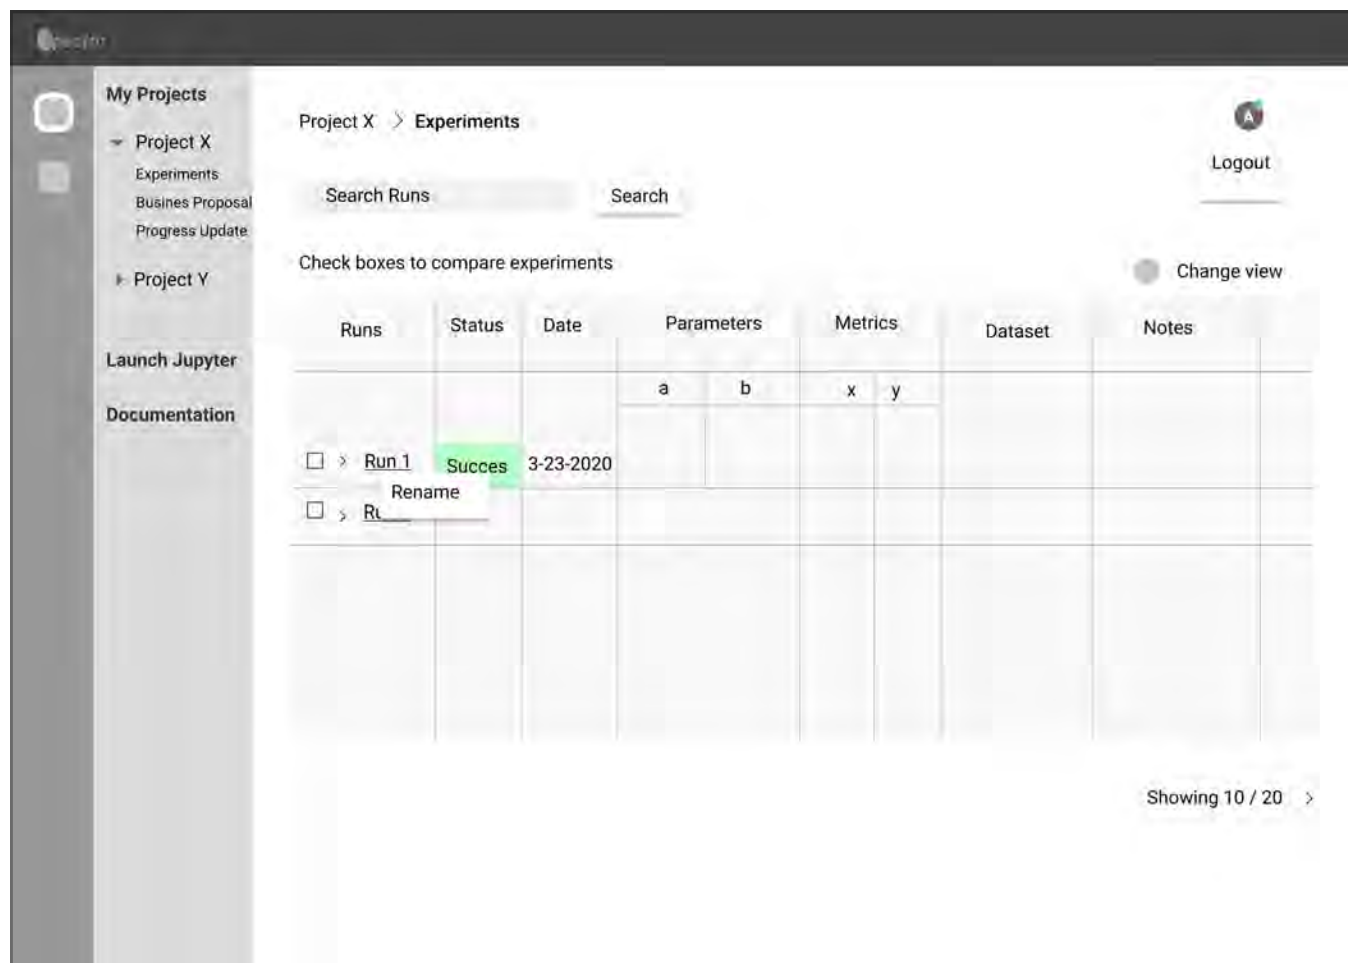 My Projects
Project X
Experiments
Busines Proposal
Progress Update
Project Y
Launch Jupyter
Documentation
Project X > Experiments
A
Logout
Search Runs
Search
Check boxes to compare experiments
Change view
Runs Status Date Parameters Metrics Dataset Notes
a b x y
> Run 1 Succes 3-23-2020
Rename
>
Showing 10 / 20 >